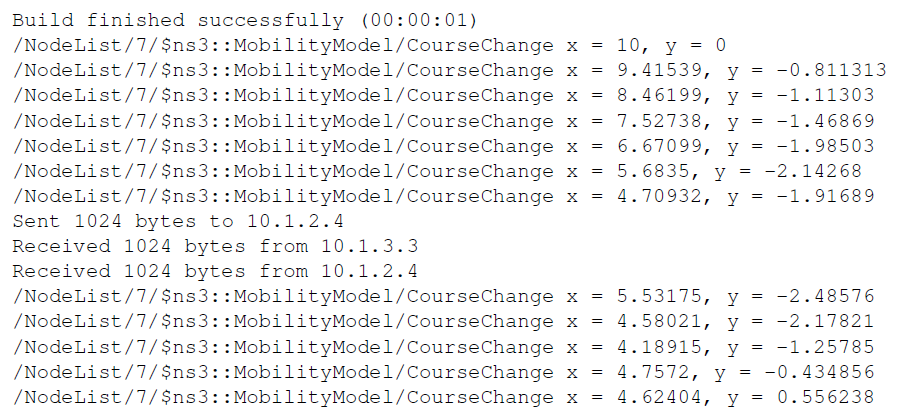 Build finished successfully (00:00:01)
/NodeList/7/$ns3::MobilityModel/CourseChange x = 10, y = 0
/NodeList/7/$ns3::MobilityModel/CourseChange x = 9.41539, y = -0.811313
/NodeList/7/$ns3::MobilityModel/CourseChange x = 8.46199, y = -1.11303
/NodeList/7/$ns3::MobilityModel/CourseChange x = 7.52738, y = -1.46869
/NodeList/7/$ns3::MobilityModel/CourseChange x = 6.67099, y = -1.98503
/NodeList/7/$ns3::MobilityModel/CourseChange x = 5.6835, y = -2.14268
/NodeList/7/$ns3::MobilityModel/CourseChange x = 4.70932, y = -1.91689
Sent 1024 bytes to 10.1.2.4
Received 1024 bytes from 10.1.3.3
Received 1024 bytes from 10.1.2.4
/NodeList/7/$ns3::MobilityModel/CourseChange x = 5.53175, y = -2.48576
/NodeList/7/$ns3::MobilityModel/CourseChange x = 4.58021, y = -2.17821
/NodeList/7/$ns3::MobilityModel/CourseChange x = 4.18915, y = -1.25785
/NodeList/7/$ns3::MobilityModel/CourseChange x = 4.7572, y = -0.434856
/NodeList/7/$ns3::MobilityModel/CourseChange x = 4.62404, y = 0.556238